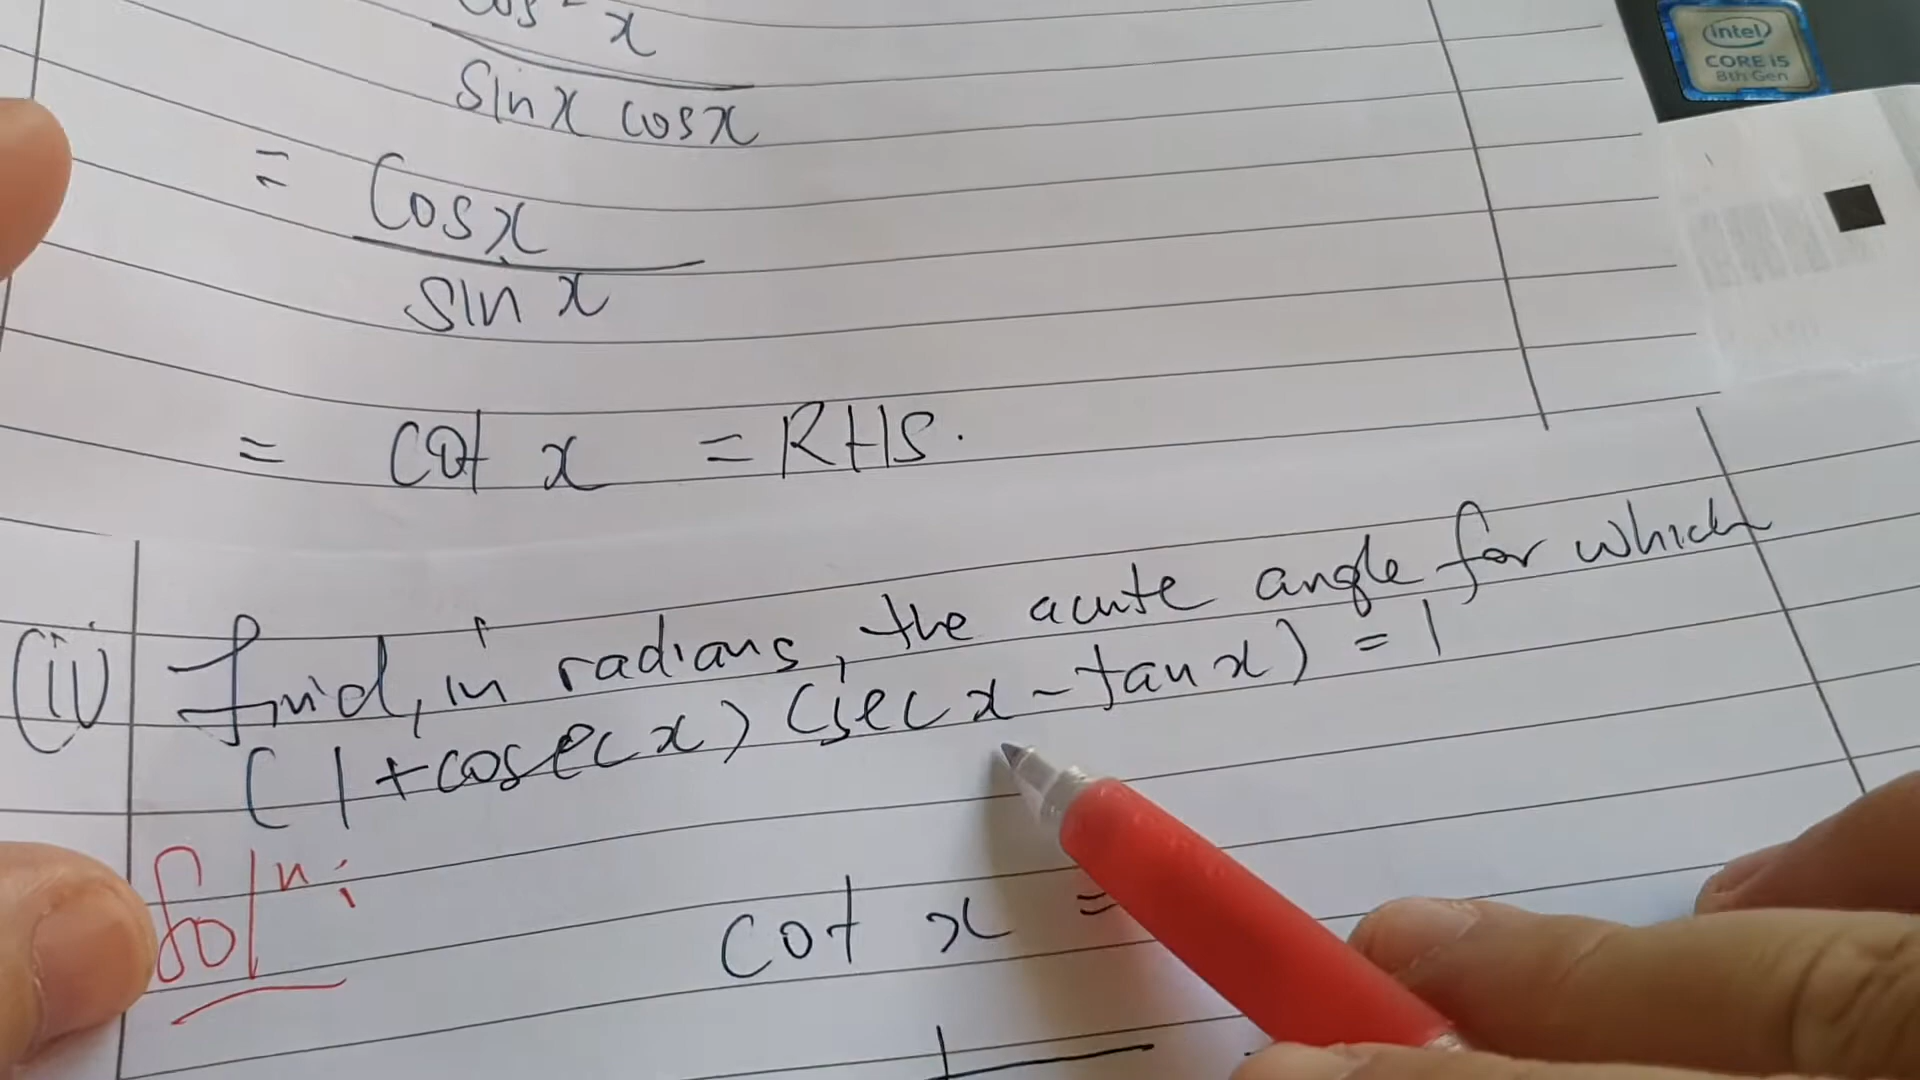 cos² x
sin x cos x
= Cos x
sin x
= cot x = RHS.
(ii) find, in radians, the acute angle for which
(1+cosec x) (sec x - tan x) = 1
Solⁿ:
cot x =
intel
CORE i5
8th Gen